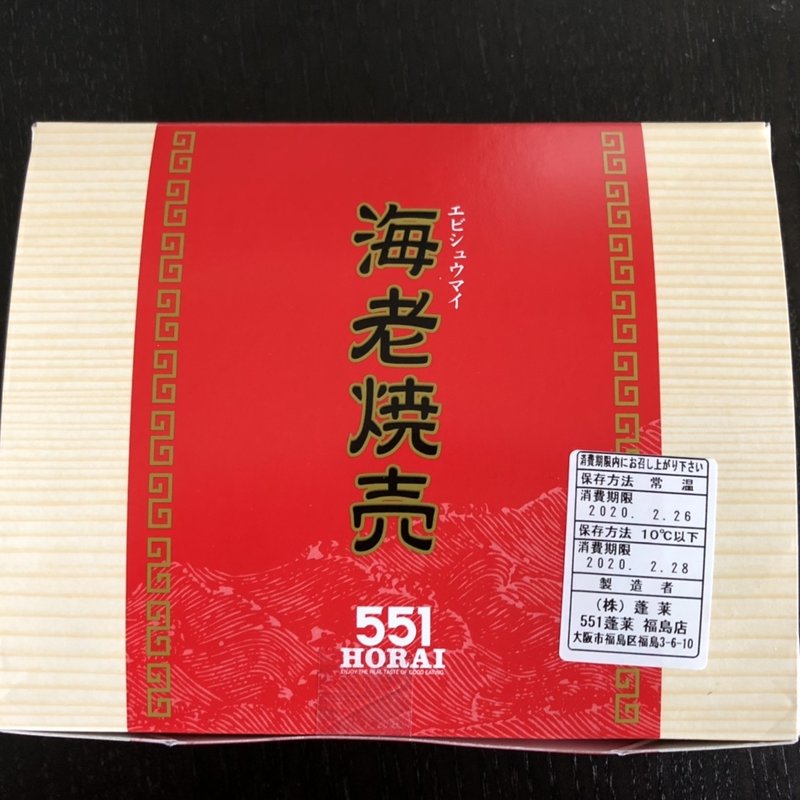 エビシュウマイ
海老焼売
551
HORAI
ENJOY THE REAL TASTE OF GOOD EATING
消費期限内にお召し上がり下さい
保存方法 常 温
消費期限
2020. 2.26
保存方法 10℃以下
消費期限
2020. 2.28
製 造 者
(株) 蓬 莱
551蓬莱 福島店
大阪市福島区福島3-6-10